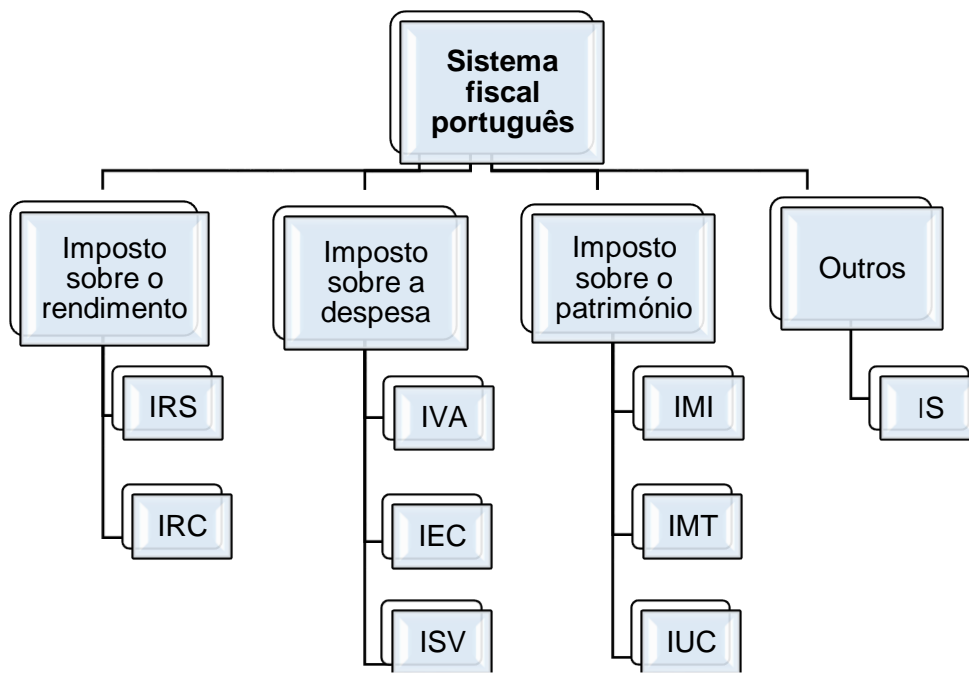 Sistema
fiscal
português
Imposto
sobre o
rendimento
IRS
IRC
Imposto
sobre a
despesa
IVA
IEC
ISV
Imposto
sobre o
património
IMI
IMT
IUC
Outros
IS